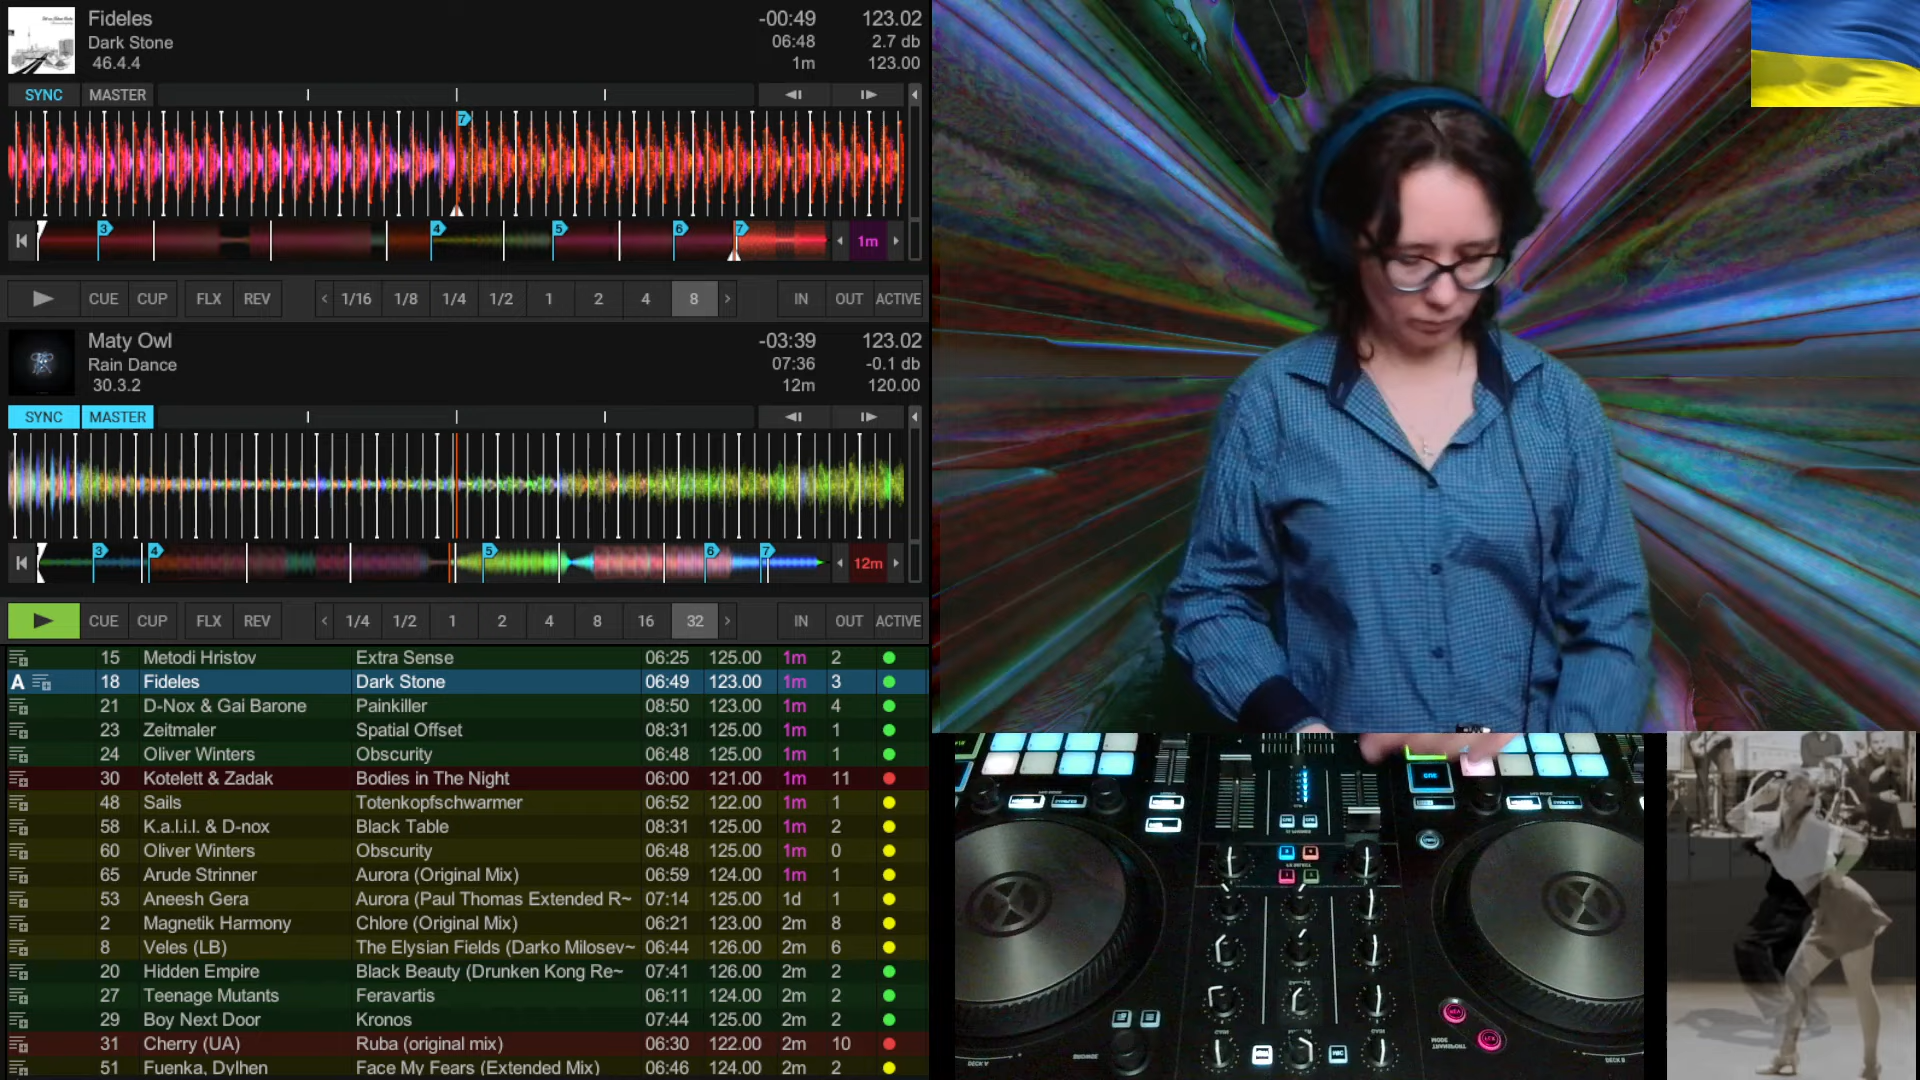 Fideles -00:49 123.02
Dark Stone 06:48 2.7 db
46.4.4 1m 123.00
SYNC MASTER
7
3 4 5 6 7 1m
CUE CUP FLX REV 1/16 1/8 1/4 1/2 1 2 4 8 IN OUT ACTIVE
Maty Owl -03:39 123.02
Rain Dance 07:36 -0.1 db
30.3.2 12m 120.00
SYNC MASTER
3 4 5 6 7 12m
CUE CUP FLX REV 1/4 1/2 1 2 4 8 16 32 IN OUT ACTIVE
15 Metodi Hristov Extra Sense 06:25 125.00 1m 2
A 18 Fideles Dark Stone 06:49 123.00 1m 3
21 D-Nox & Gai Barone Painkiller 08:50 123.00 1m 4
23 Zeitmaler Spatial Offset 08:31 125.00 1m 1
24 Oliver Winters Obscurity 06:48 125.00 1m 1
30 Kotelett & Zadak Bodies in The Night 06:00 121.00 1m 11
48 Sails Totenkopfschwarmer 06:52 122.00 1m 1
58 K.a.l.i.l. & D-nox Black Table 08:31 125.00 1m 2
60 Oliver Winters Obscurity 06:48 125.00 1m 0
65 Arude Strinner Aurora (Original Mix) 06:59 124.00 1m 1
53 Aneesh Gera Aurora (Paul Thomas Extended R~ 07:14 125.00 1d 1
2 Magnetik Harmony Chlore (Original Mix) 06:21 123.00 2m 8
8 Veles (LB) The Elysian Fields (Darko Milosev~ 06:44 126.00 2m 6
20 Hidden Empire Black Beauty (Drunken Kong Re~ 07:41 126.00 2m 2
27 Teenage Mutants Feravartis 06:11 124.00 2m 2
29 Boy Next Door Kronos 07:44 125.00 2m 2
31 Cherry (UA) Ruba (original mix) 06:30 122.00 2m 10
51 Fuenka, Dylhen Face My Fears (Extended Mix) 06:46 124.00 2m 2
CUE
DECK A
BROWSE
DECK B